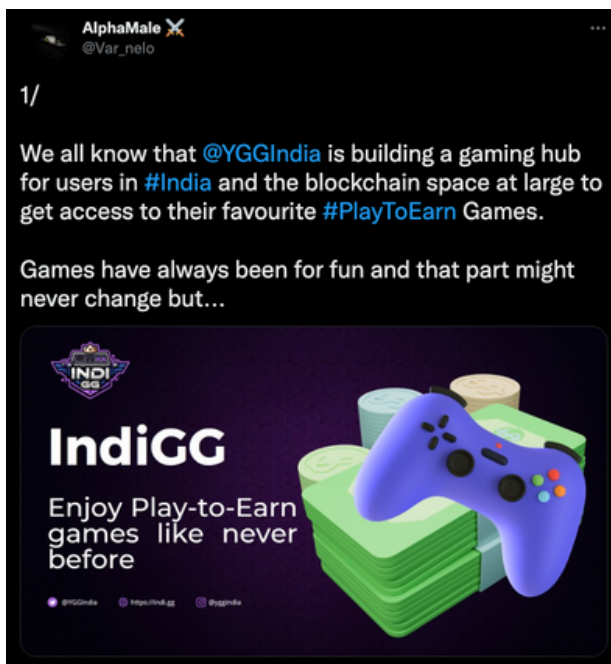 AlphaMale ⚔️
@Var_nelo
1/
We all know that @YGGIndia is building a gaming hub
for users in #India and the blockchain space at large to
get access to their favourite #PlayToEarn Games.
Games have always been for fun and that part might
never change but...
INDI
GG
IndiGG
Enjoy Play-to-Earn
games like never
before
@YGGIndia https://indi.gg @yggindia